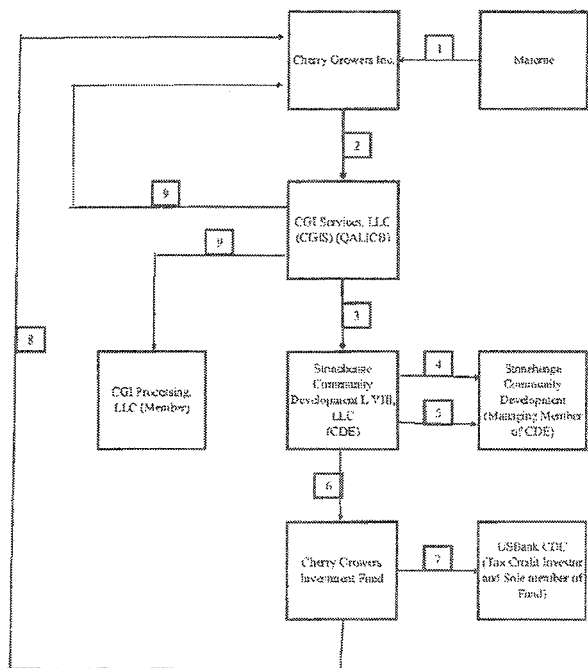 Cherry Growers Inc.
1
Materne
2
CGI Services, LLC
(CGIS) (QALICB)
9
9
3
8
CGI Processing,
LLC (Member)
Stonehenge
Community
Development LVIII,
LLC
(CDE)
4
5
Stonehenge
Community
Development
(Managing Member
of CDE)
6
Cherry Growers
Investment Fund
7
USBank CDC
(Tax Credit Investor
and Sole member of
Fund)